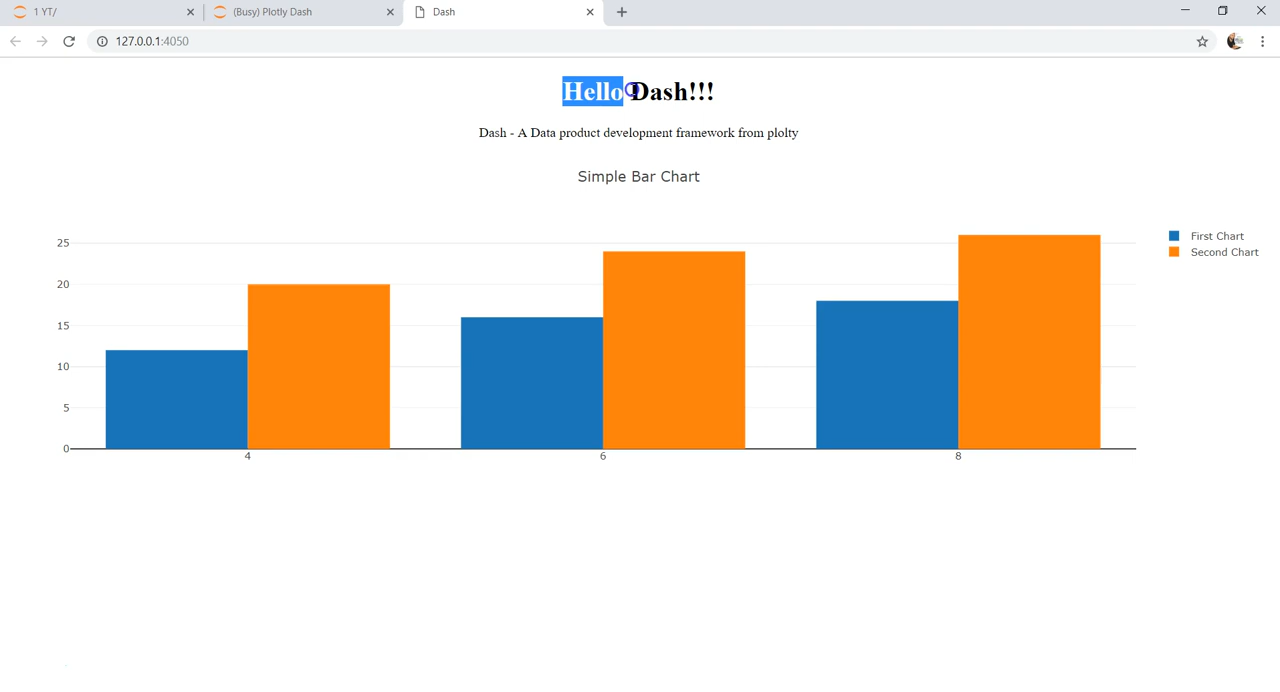 1 YT/
(Busy) Plotly Dash
Dash
127.0.0.1:4050
Hello Dash!!!
Dash - A Data product development framework from plolty
Simple Bar Chart
25
20
15
10
5
0
4 6 8
First Chart
Second Chart